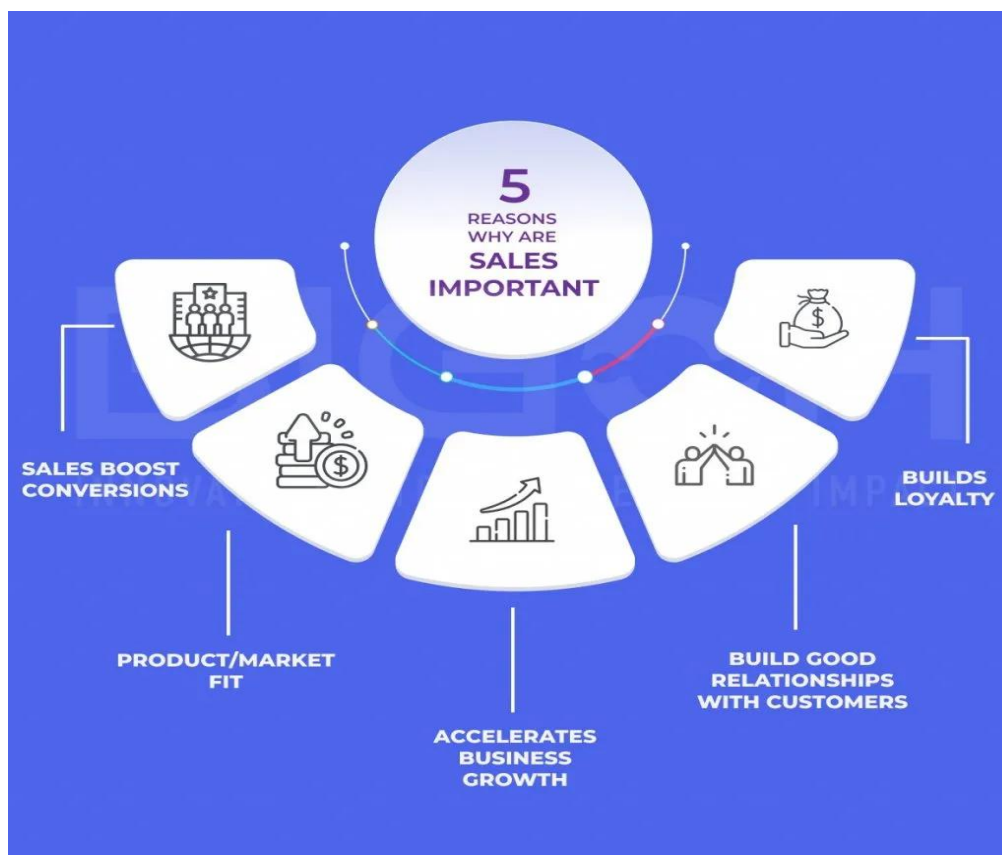 5
REASONS
WHY ARE
SALES
IMPORTANT
SALES BOOST
CONVERSIONS
PRODUCT/MARKET
FIT
ACCELERATES
BUSINESS
GROWTH
BUILD GOOD
RELATIONSHIPS
WITH CUSTOMERS
BUILDS
LOYALTY